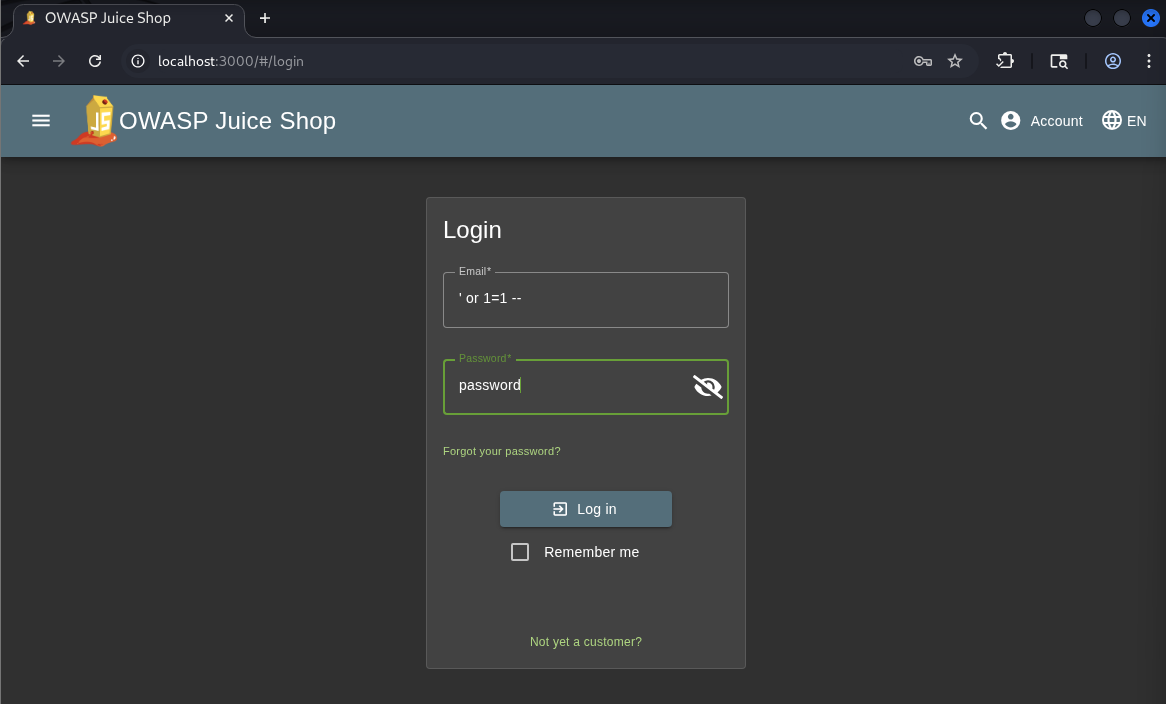 OWASP Juice Shop
localhost:3000/#/login
JS
OWASP Juice Shop
Account
EN
Login
Email*
' or 1=1 --
Password*
password
Forgot your password?
Log in
Remember me
Not yet a customer?